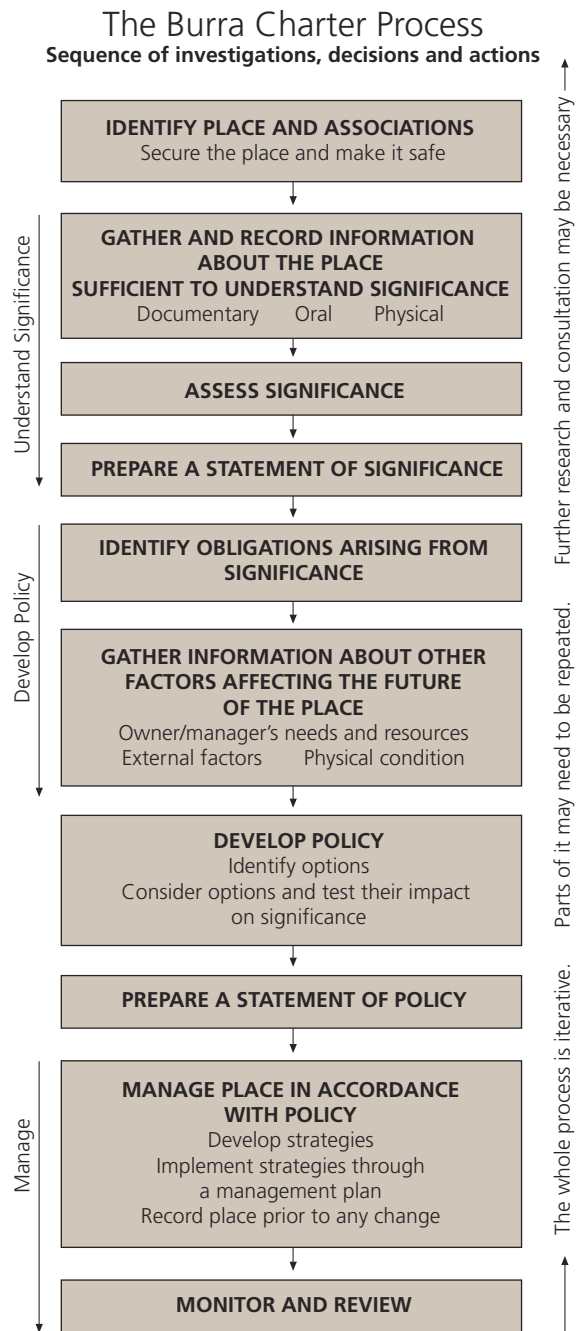 The Burra Charter Process
Sequence of investigations, decisions and actions
IDENTIFY PLACE AND ASSOCIATIONS
Secure the place and make it safe
GATHER AND RECORD INFORMATION
ABOUT THE PLACE
SUFFICIENT TO UNDERSTAND SIGNIFICANCE
Documentary Oral Physical
ASSESS SIGNIFICANCE
PREPARE A STATEMENT OF SIGNIFICANCE
Understand Significance
IDENTIFY OBLIGATIONS ARISING FROM
SIGNIFICANCE
GATHER INFORMATION ABOUT OTHER
FACTORS AFFECTING THE FUTURE
OF THE PLACE
Owner/manager's needs and resources
External factors Physical condition
Develop Policy
DEVELOP POLICY
Identify options
Consider options and test their impact
on significance
PREPARE A STATEMENT OF POLICY
MANAGE PLACE IN ACCORDANCE
WITH POLICY
Develop strategies
Implement strategies through
a management plan
Record place prior to any change
MONITOR AND REVIEW
Manage
The whole process is iterative. Parts of it may need to be repeated. Further research and consultation may be necessary